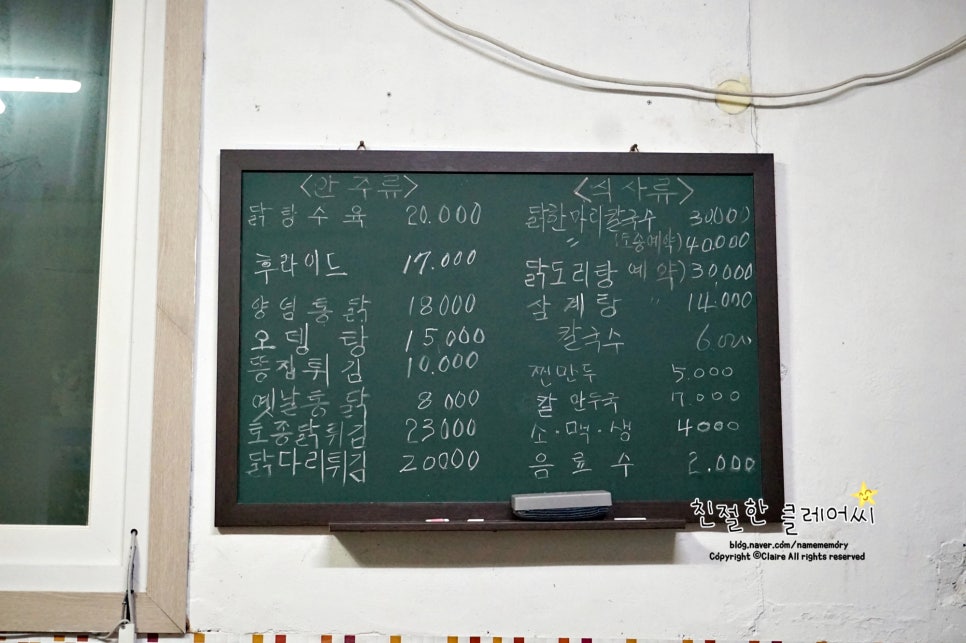 <안주류>
닭탕수육 20.000
후라이드 17.000
양념통닭 18000
오뎅탕 15.000
똥집튀김 10.000
옛날통닭 8000
토종닭튀김 23000
닭다리튀김 20000
<식사류>
닭한마리칼국수 30000
〃 (토종예약) 40.000
닭도리탕 예약) 30,000
삼계탕 〃 14.000
칼국수 6.000
찐만두 5.000
칼만두국 7.000
소·맥·생 4000
음료수 2.000
친절한 클레어씨
blog.naver.com/namememory
Copyright ©Claire All rights reserved